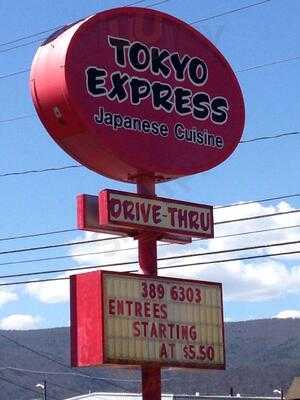 TOKYO
EXPRESS
Japanese Cuisine
DRIVE-THRU
389 6303
ENTREES
STARTING
AT $5.50